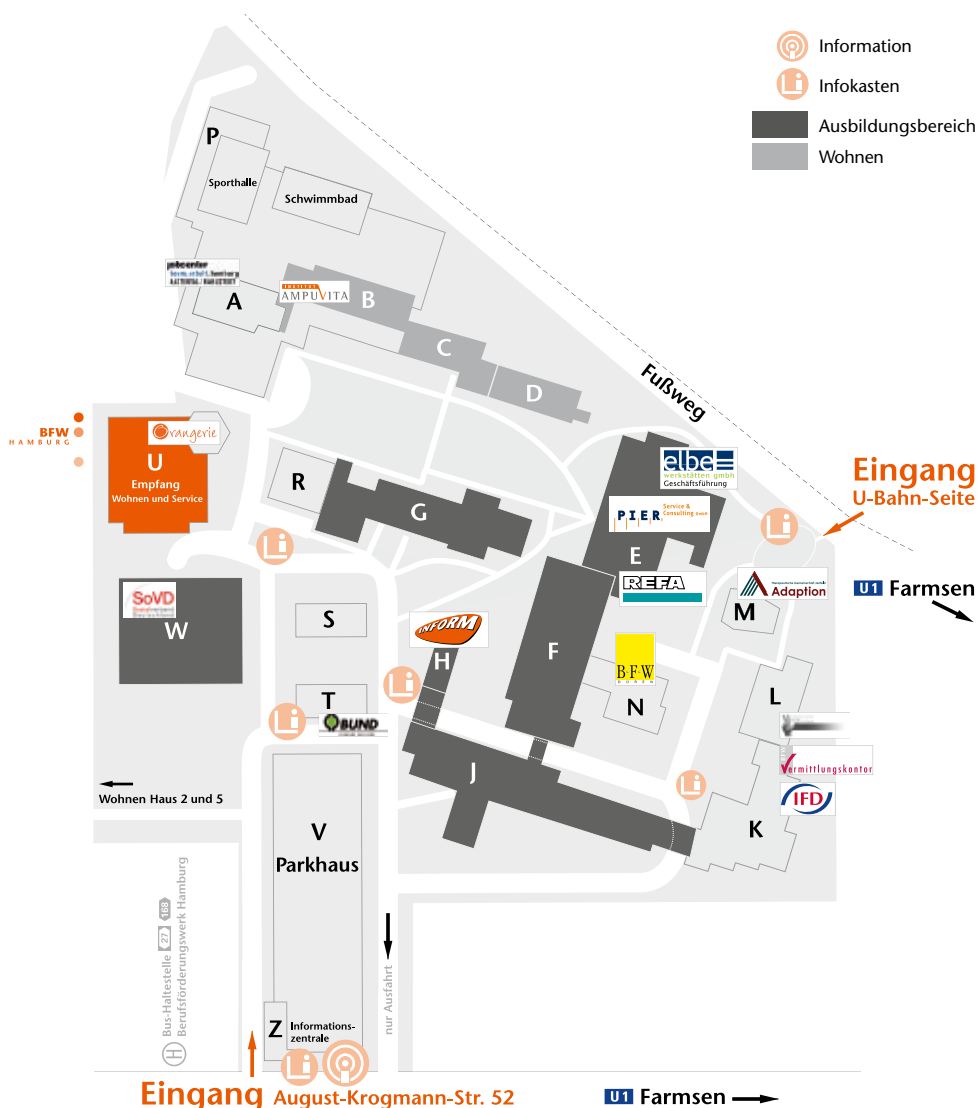 Information
Infokasten
Ausbildungsbereich
Wohnen
P
Sporthalle
Schwimmbad
jobcenter
A
INSTITUT
AMPUVITA
B
C
D
Fußweg
BFW
HAMBURG
Orangerie
U
Empfang
Wohnen und Service
R
G
elbe
werkstätten gmbh
Geschäftsführung
PIER
Service &
Consulting GmbH
E
REFA
Eingang
U-Bahn-Seite
U1 Farmsen
Adaption
M
SoVD
W
S
INFORM
H
F
B-F-W
DÜREN
N
L
T
BUND
J
Vermittlungskontor
IFD
K
Wohnen Haus 2 und 5
V
Parkhaus
H Bus-Haltestelle 27 168
Berufsförderungswerk Hamburg
nur Ausfahrt
Z
Informations-
zentrale
Eingang August-Krogmann-Str. 52
U1 Farmsen